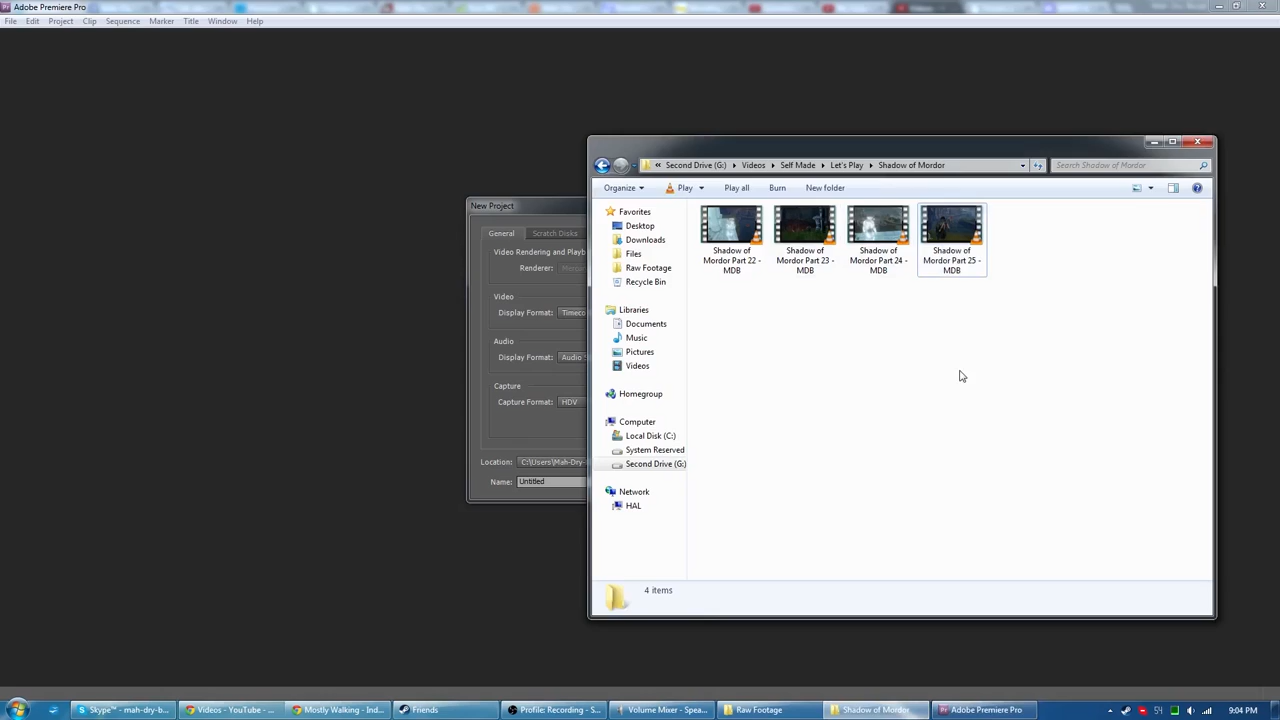 Adobe Premiere Pro
File Edit Project Clip Sequence Marker Title Window Help
Second Drive (G:) Videos Self Made Let's Play Shadow of Mordor
Search Shadow of Mordor
Organize Play Play all Burn New folder
New Project
General Scratch Disks
Video Rendering and Playb
Renderer:
Video
Display Format: Timeco
Audio
Display Format: Audio S
Capture
Capture Format: HDV
Location: C:\Users\Mah-Dry-
Name: Untitled
Favorites
Desktop
Downloads
Files
Raw Footage
Recycle Bin
Libraries
Documents
Music
Pictures
Videos
Homegroup
Computer
Local Disk (C:)
System Reserved
Second Drive (G:)
Network
HAL
Shadow of
Mordor Part 22 -
MDB
Shadow of
Mordor Part 23 -
MDB
Shadow of
Mordor Part 24 -
MDB
Shadow of
Mordor Part 25 -
MDB
4 items
Skype™ - mah-dry-b...
Videos - YouTube - ...
Mostly Walking - Ind...
Friends
Profile: Recording - S...
Volume Mixer - Spea...
Raw Footage
Shadow of Mordor
Adobe Premiere Pro
9:04 PM